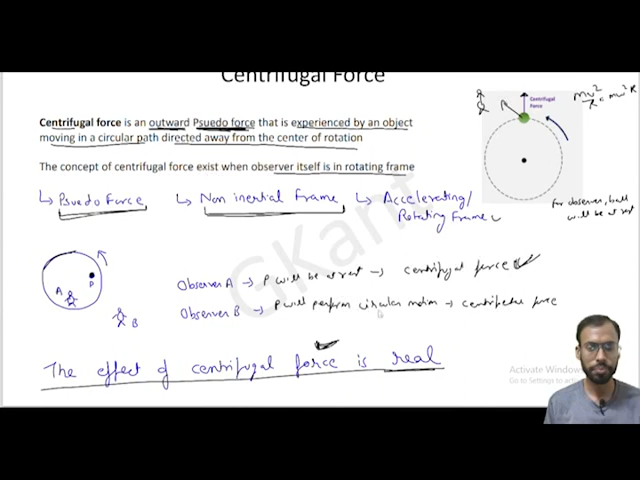 Centrifugal Force
Centrifugal force is an outward Psuedo force that is experienced by an object
moving in a circular path directed away from the center of rotation
The concept of centrifugal force exist when observer itself is in rotating frame
Centrifugal
Force
mv²/R = mω²R
For observer, ball
will be at rest
↳ Psuedo Force ↳ Non inertial Frame ↳ Accelerating/
Rotating Frame
A P
B
Observer A → P will be at rest → centrifugal force
Observer B → P will perform circular motion → centripetal force
The effect of centrifugal force is real
GKant
Activate Windows
Go to Settings to